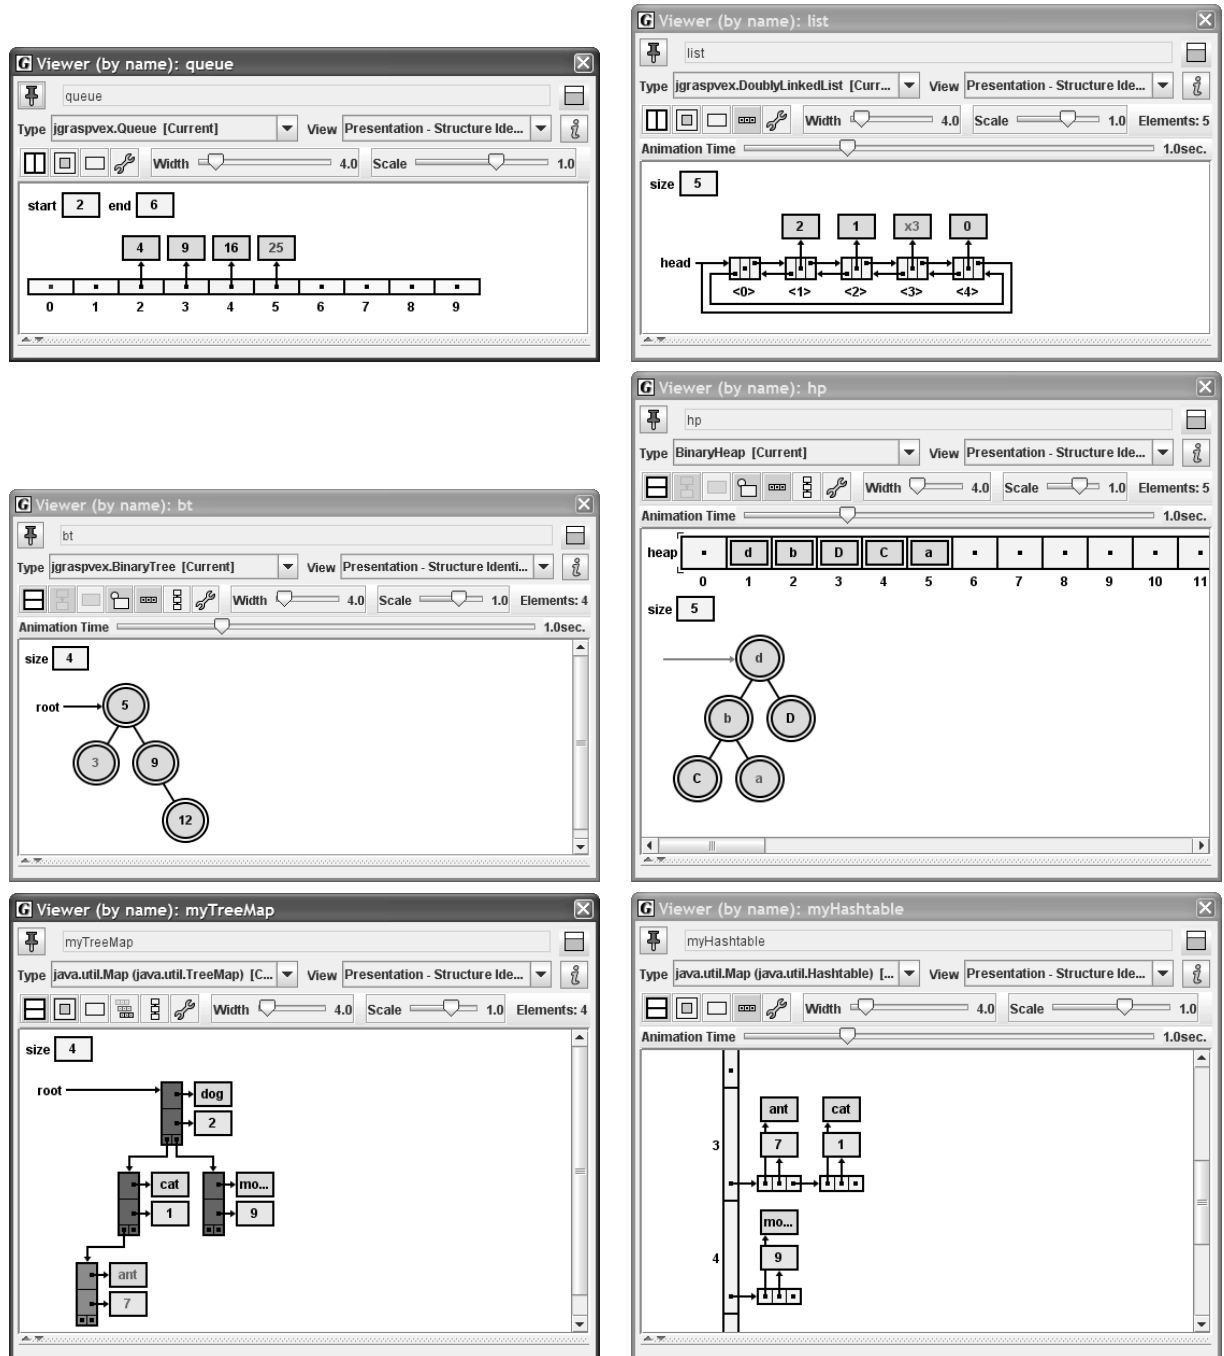 Viewer (by name): queue
queue
Type jgraspvex.Queue [Current] View Presentation - Structure Ide...
Width 4.0 Scale 1.0
start 2 end 6
4 9 16 25
0 1 2 3 4 5 6 7 8 9
Viewer (by name): list
list
Type jgraspvex.DoublyLinkedList [Curr... View Presentation - Structure Ide...
Width 4.0 Scale 1.0 Elements: 5
Animation Time 1.0sec.
size 5
2 1 x3 0
head
<0> <1> <2> <3> <4>
Viewer (by name): bt
bt
Type jgraspvex.BinaryTree [Current] View Presentation - Structure Identi...
Width 4.0 Scale 1.0 Elements: 4
Animation Time 1.0sec.
size 4
root 5
3 9
12
Viewer (by name): hp
hp
Type BinaryHeap [Current] View Presentation - Structure Ide...
Width 4.0 Scale 1.0 Elements: 5
Animation Time 1.0sec.
heap d b D C a
0 1 2 3 4 5 6 7 8 9 10 11
size 5
d
b D
C a
Viewer (by name): myTreeMap
myTreeMap
Type java.util.Map (java.util.TreeMap) [C... View Presentation - Structure Ide...
Width 4.0 Scale 1.0 Elements: 4
size 4
root dog
2
cat mo...
1 9
ant
7
Viewer (by name): myHashtable
myHashtable
Type java.util.Map (java.util.Hashtable) [... View Presentation - Structure Ide...
Width 4.0 Scale 1.0
Animation Time 1.0sec.
ant cat
3 7 1
mo...
4 9